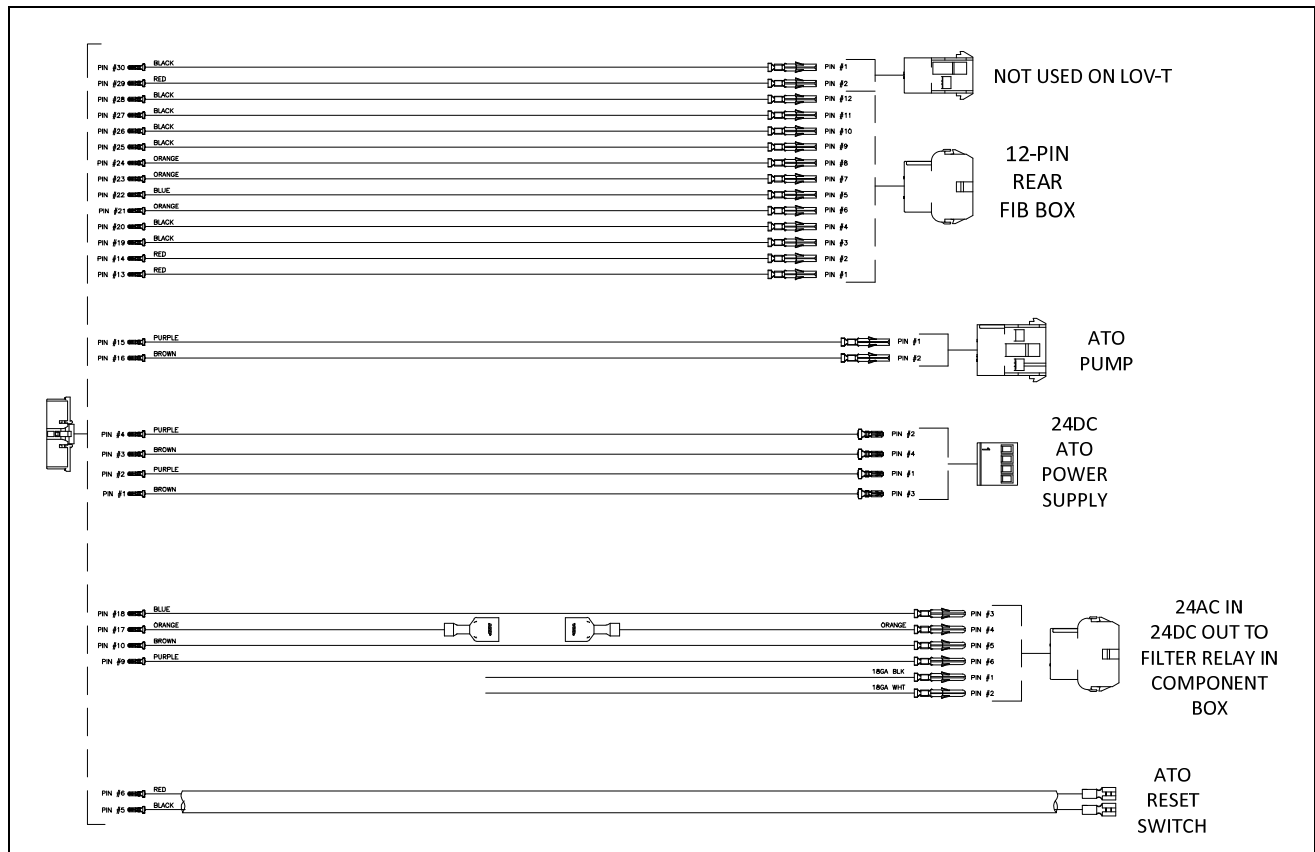 PIN #30 BLACK PIN #1
PIN #29 RED PIN #2
NOT USED ON LOV-T
PIN #28 BLACK PIN #12
PIN #27 BLACK PIN #11
PIN #26 BLACK PIN #10
PIN #25 BLACK PIN #9
PIN #24 ORANGE PIN #8
PIN #23 ORANGE PIN #7
PIN #22 BLUE PIN #5
PIN #21 ORANGE PIN #6
PIN #20 BLACK PIN #4
PIN #19 BLACK PIN #3
PIN #14 RED PIN #2
PIN #13 RED PIN #1
12-PIN
REAR
FIB BOX
PIN #15 PURPLE PIN #1
PIN #16 BROWN PIN #2
ATO
PUMP
PIN #4 PURPLE PIN #2
PIN #3 BROWN PIN #4
PIN #2 PURPLE PIN #1
PIN #1 BROWN PIN #3
24DC
ATO
POWER
SUPPLY
PIN #18 BLUE PIN #3
PIN #17 ORANGE ORANGE PIN #4
PIN #10 BROWN PIN #5
PIN #9 PURPLE PIN #6
18GA BLK PIN #1
18GA WHT PIN #2
24AC IN
24DC OUT TO
FILTER RELAY IN
COMPONENT
BOX
PIN #6 RED
PIN #5 BLACK
ATO
RESET
SWITCH